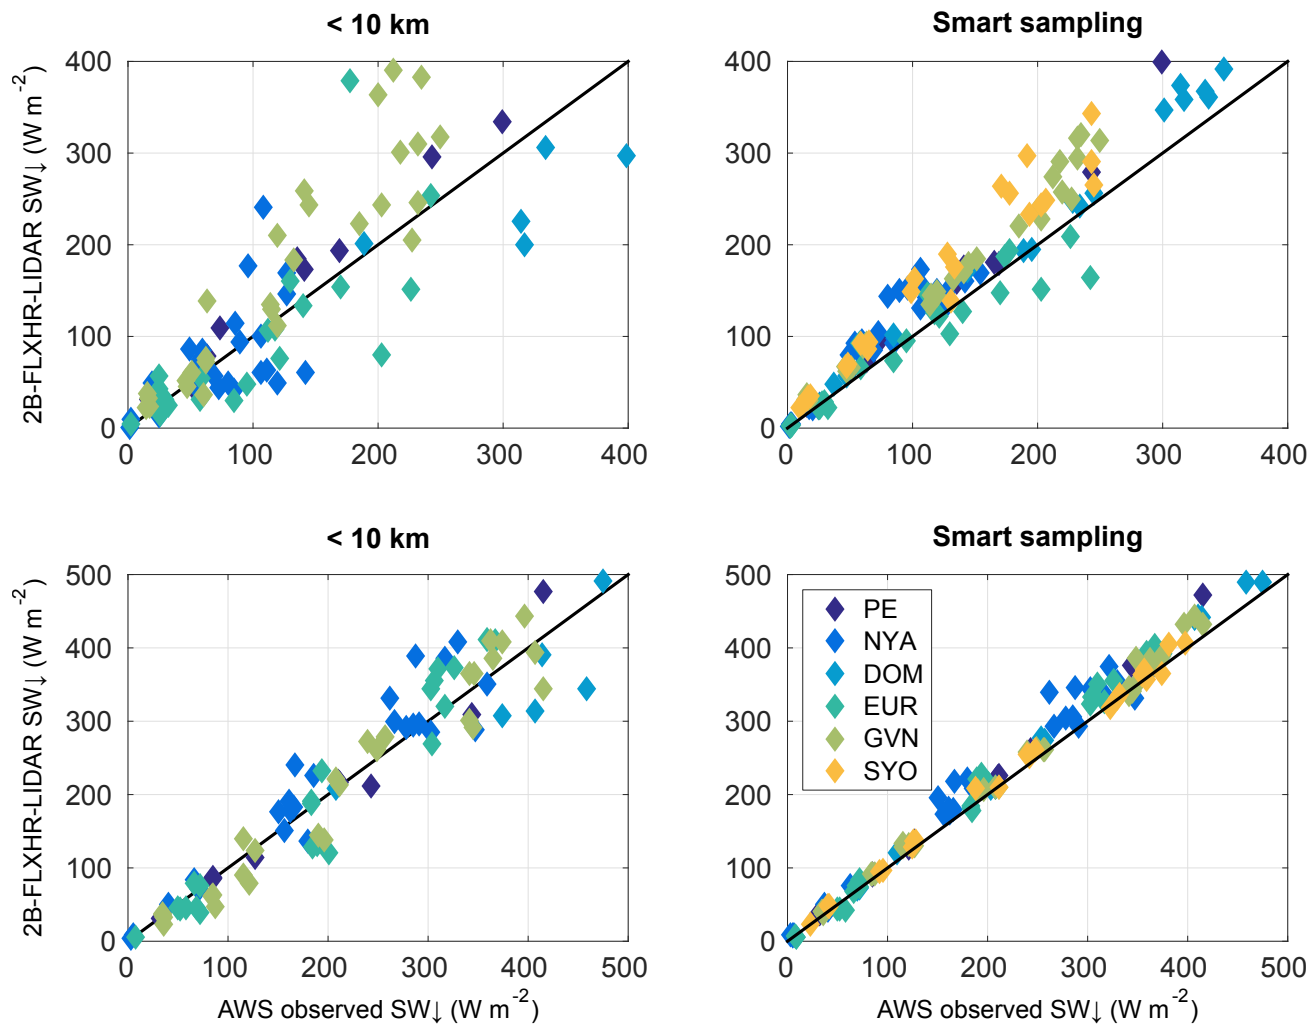 < 10 km
Smart sampling
2B-FLXHR-LIDAR SW↓ (W m⁻²)
400
300
200
100
0
0 100 200 300 400
400
300
200
100
0
0 100 200 300 400
< 10 km
Smart sampling
2B-FLXHR-LIDAR SW↓ (W m⁻²)
500
400
300
200
100
0
0 100 200 300 400 500
AWS observed SW↓ (W m⁻²)
500
400
300
200
100
0
PE
NYA
DOM
EUR
GVN
SYO
0 100 200 300 400 500
AWS observed SW↓ (W m⁻²)